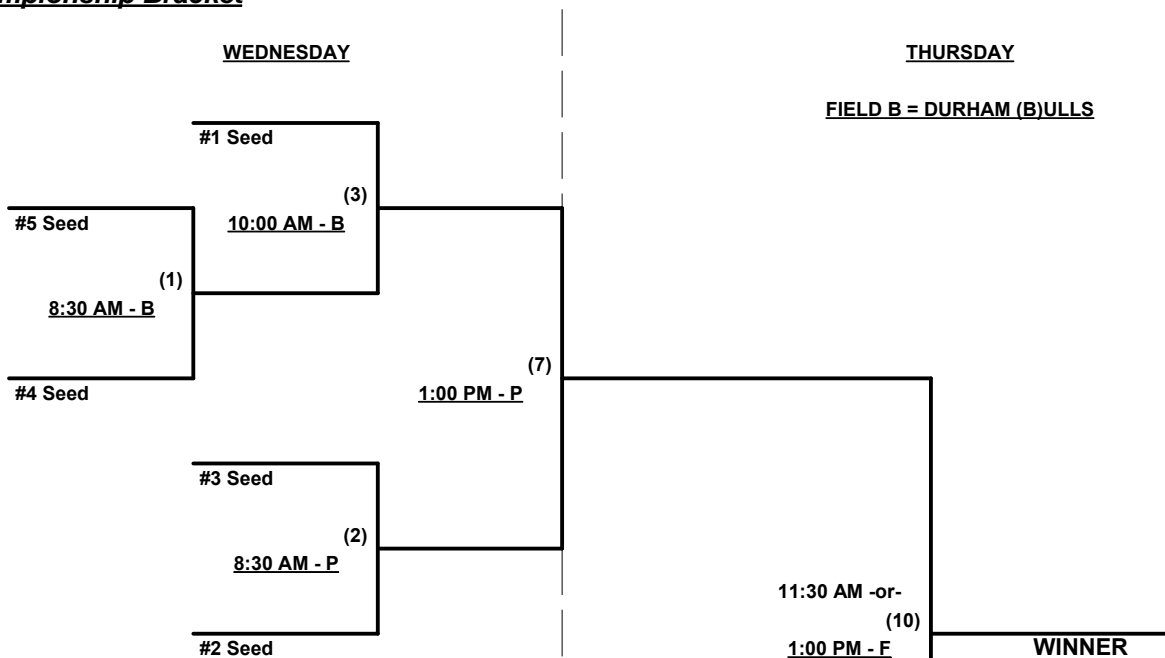 Bracket
WEDNESDAY
THURSDAY
FIELD B = DURHAM (B)ULLS
#1 Seed
(3)
10:00 AM - B
#5 Seed
(1)
8:30 AM - B
#4 Seed
(7)
1:00 PM - P
#3 Seed
(2)
8:30 AM - P
#2 Seed
11:30 AM -or-
(10)
1:00 PM - F
WINNER